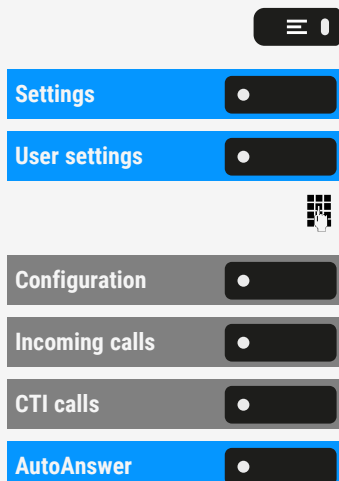 Settings
User settings
Configuration
Incoming calls
CTI calls
AutoAnswer